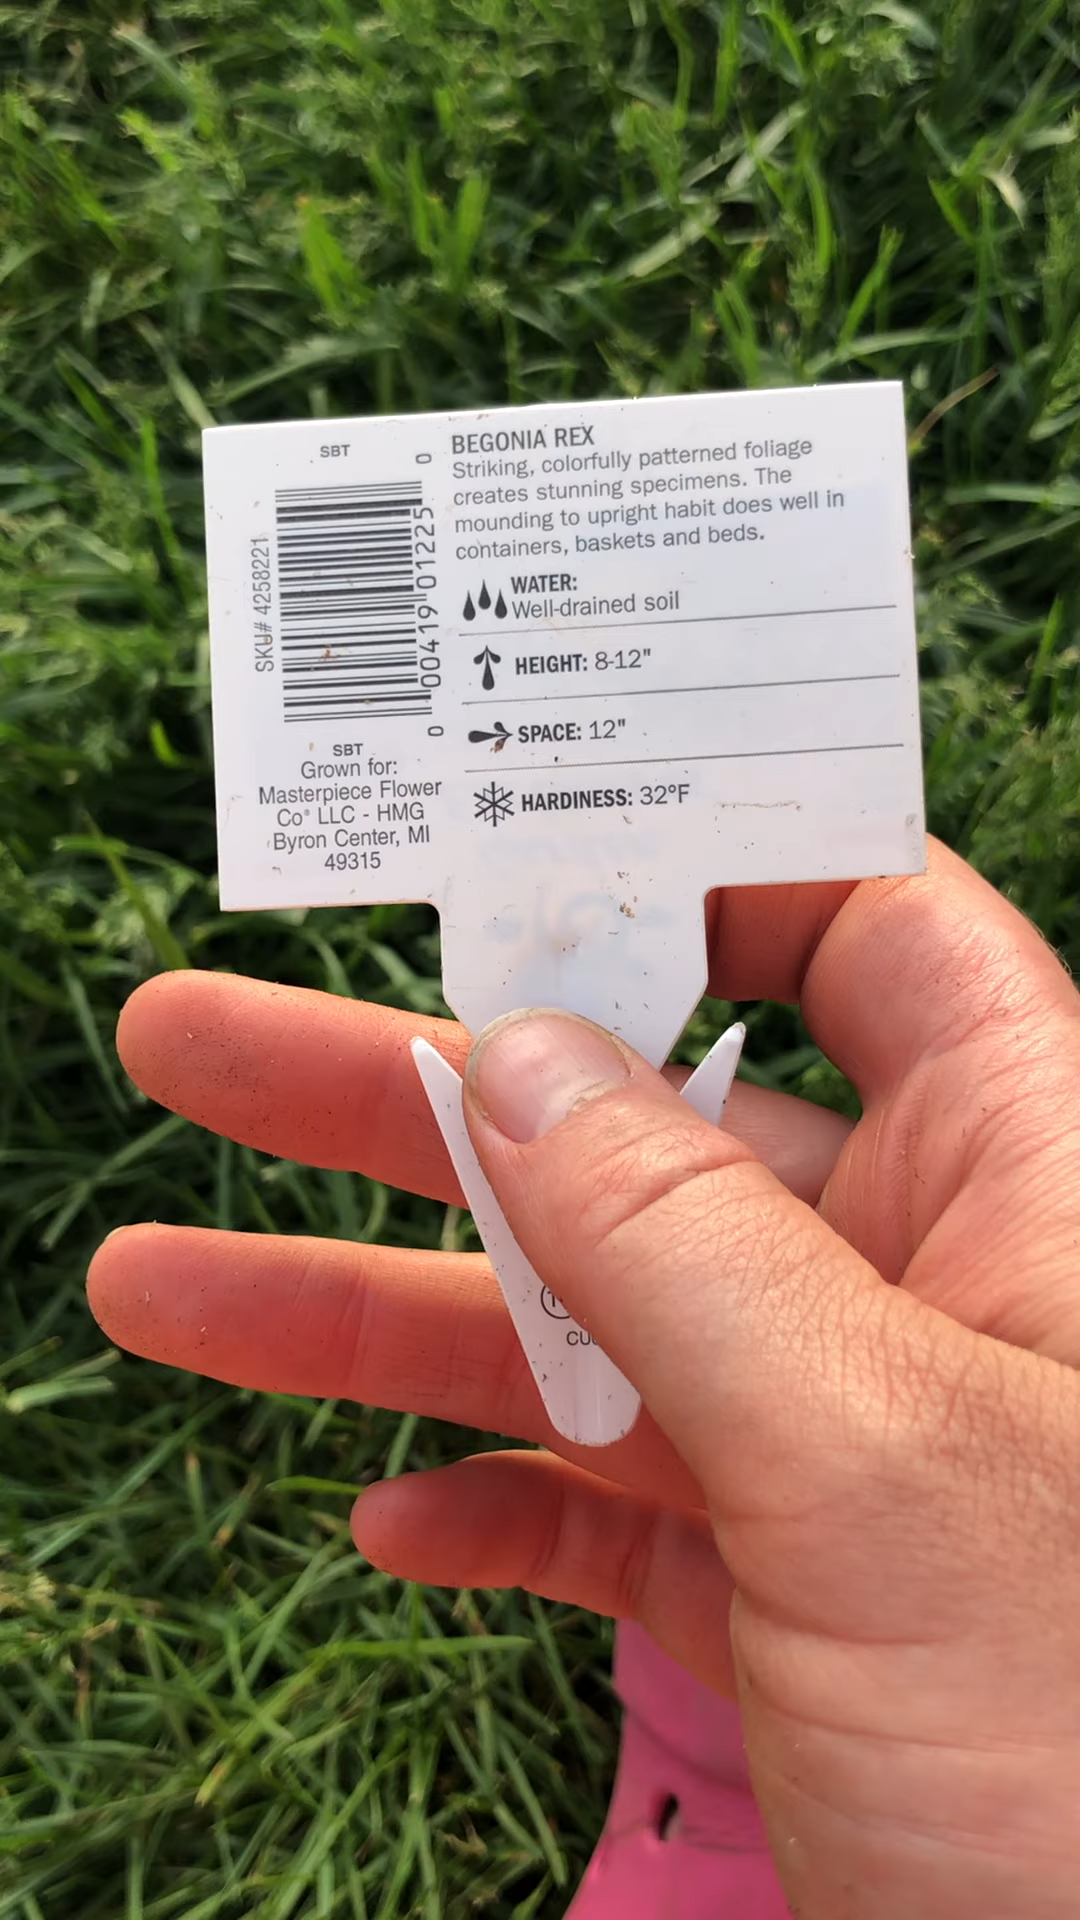 SBT
SKU# 4258221
0 00419 01225 0
SBT
Grown for:
Masterpiece Flower
Co® LLC - HMG
Byron Center, MI
49315
BEGONIA REX
Striking, colorfully patterned foliage
creates stunning specimens. The
mounding to upright habit does well in
containers, baskets and beds.
WATER:
Well-drained soil
HEIGHT: 8-12"
SPACE: 12"
HARDINESS: 32°F